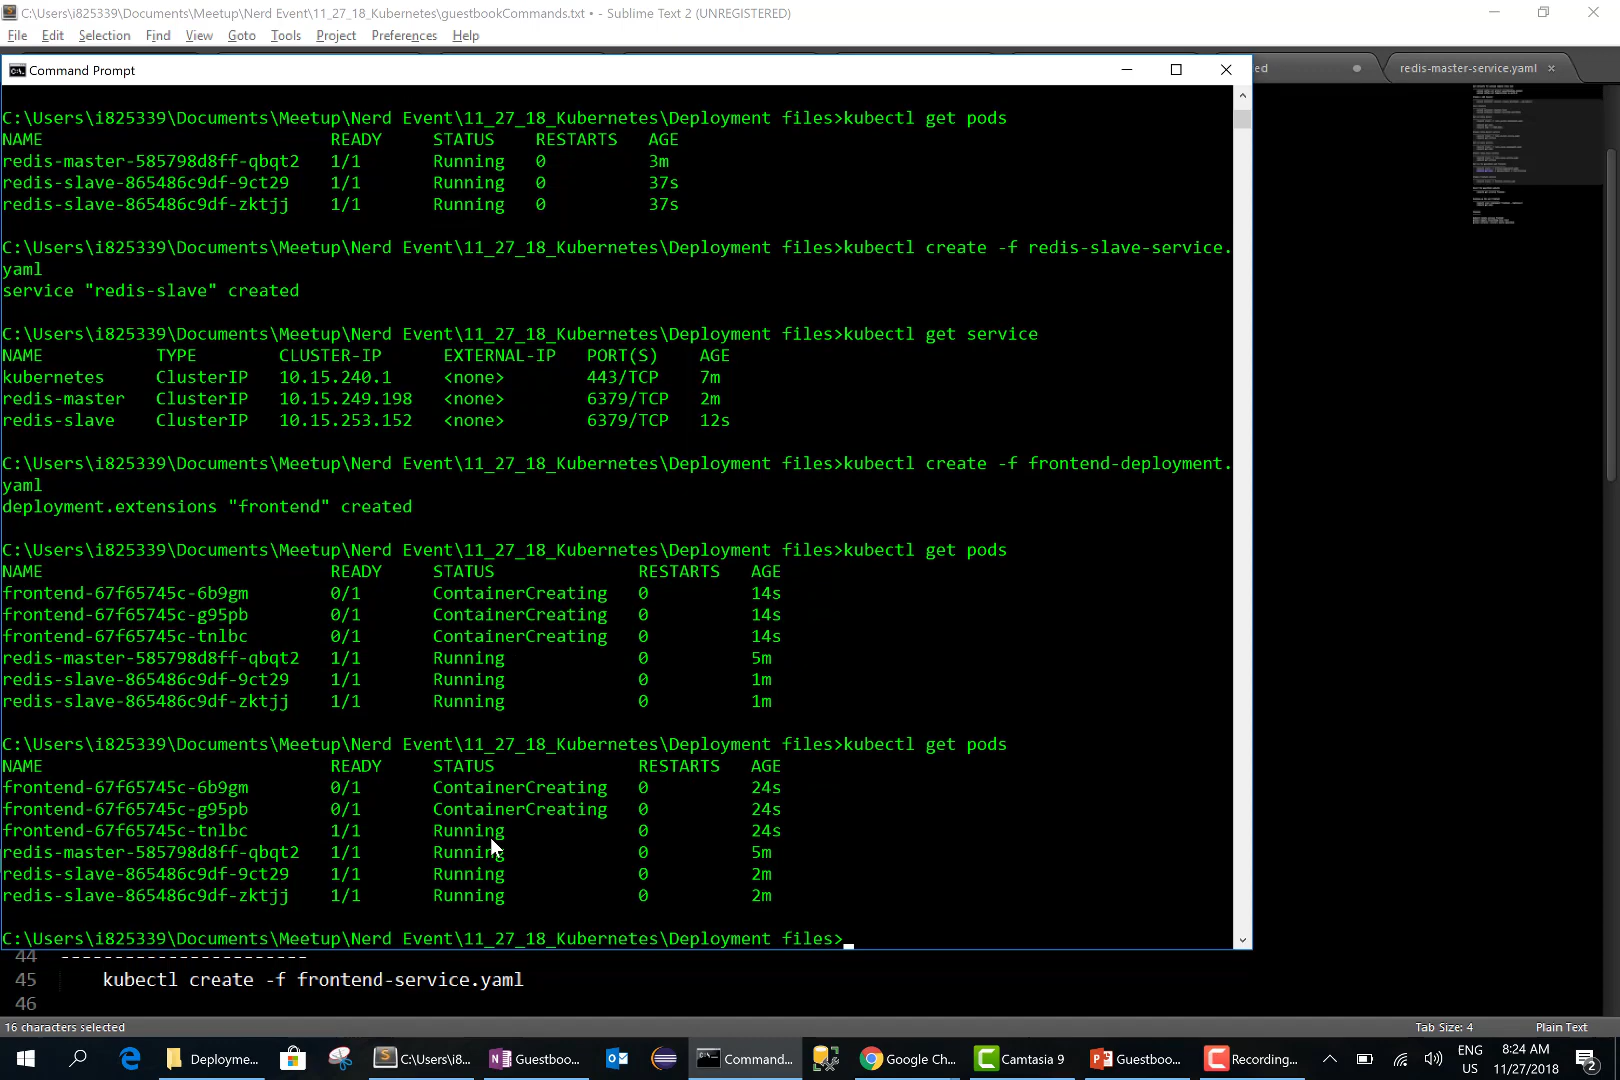 C:\Users\i825339\Documents\Meetup\Nerd Event\11_27_18_Kubernetes\guestbookCommands.txt • - Sublime Text 2 (UNREGISTERED)
File Edit Selection Find View Goto Tools Project Preferences Help
Command Prompt
ed
redis-master-service.yaml
C:\Users\i825339\Documents\Meetup\Nerd Event\11_27_18_Kubernetes\Deployment files>kubectl get pods
NAME READY STATUS RESTARTS AGE
redis-master-585798d8ff-qbqt2 1/1 Running 0 3m
redis-slave-865486c9df-9ct29 1/1 Running 0 37s
redis-slave-865486c9df-zktjj 1/1 Running 0 37s
C:\Users\i825339\Documents\Meetup\Nerd Event\11_27_18_Kubernetes\Deployment files>kubectl create -f redis-slave-service.
yaml
service "redis-slave" created
C:\Users\i825339\Documents\Meetup\Nerd Event\11_27_18_Kubernetes\Deployment files>kubectl get service
NAME TYPE CLUSTER-IP EXTERNAL-IP PORT(S) AGE
kubernetes ClusterIP 10.15.240.1 <none> 443/TCP 7m
redis-master ClusterIP 10.15.249.198 <none> 6379/TCP 2m
redis-slave ClusterIP 10.15.253.152 <none> 6379/TCP 12s
C:\Users\i825339\Documents\Meetup\Nerd Event\11_27_18_Kubernetes\Deployment files>kubectl create -f frontend-deployment.
yaml
deployment.extensions "frontend" created
C:\Users\i825339\Documents\Meetup\Nerd Event\11_27_18_Kubernetes\Deployment files>kubectl get pods
NAME READY STATUS RESTARTS AGE
frontend-67f65745c-6b9gm 0/1 ContainerCreating 0 14s
frontend-67f65745c-g95pb 0/1 ContainerCreating 0 14s
frontend-67f65745c-tnlbc 0/1 ContainerCreating 0 14s
redis-master-585798d8ff-qbqt2 1/1 Running 0 5m
redis-slave-865486c9df-9ct29 1/1 Running 0 1m
redis-slave-865486c9df-zktjj 1/1 Running 0 1m
C:\Users\i825339\Documents\Meetup\Nerd Event\11_27_18_Kubernetes\Deployment files>kubectl get pods
NAME READY STATUS RESTARTS AGE
frontend-67f65745c-6b9gm 0/1 ContainerCreating 0 24s
frontend-67f65745c-g95pb 0/1 ContainerCreating 0 24s
frontend-67f65745c-tnlbc 1/1 Running 0 24s
redis-master-585798d8ff-qbqt2 1/1 Running 0 5m
redis-slave-865486c9df-9ct29 1/1 Running 0 2m
redis-slave-865486c9df-zktjj 1/1 Running 0 2m
C:\Users\i825339\Documents\Meetup\Nerd Event\11_27_18_Kubernetes\Deployment files>
44 ------------------------
45 kubectl create -f frontend-service.yaml
46
16 characters selected Tab Size: 4 Plain Text
Deployme... C:\Users\i8... Guestboo... Command... Google Ch... Camtasia 9 Guestboo... Recording... ENG 8:24 AM
US 11/27/2018 2